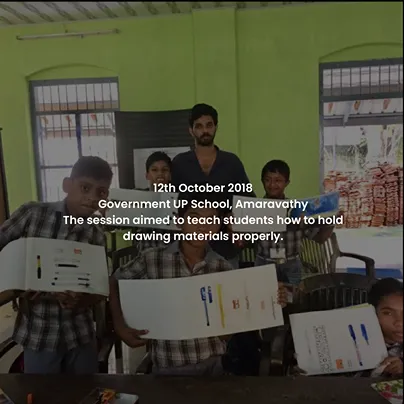 12th October 2018
Government UP School, Amaravathy
The session aimed to teach students how to hold
drawing materials properly.